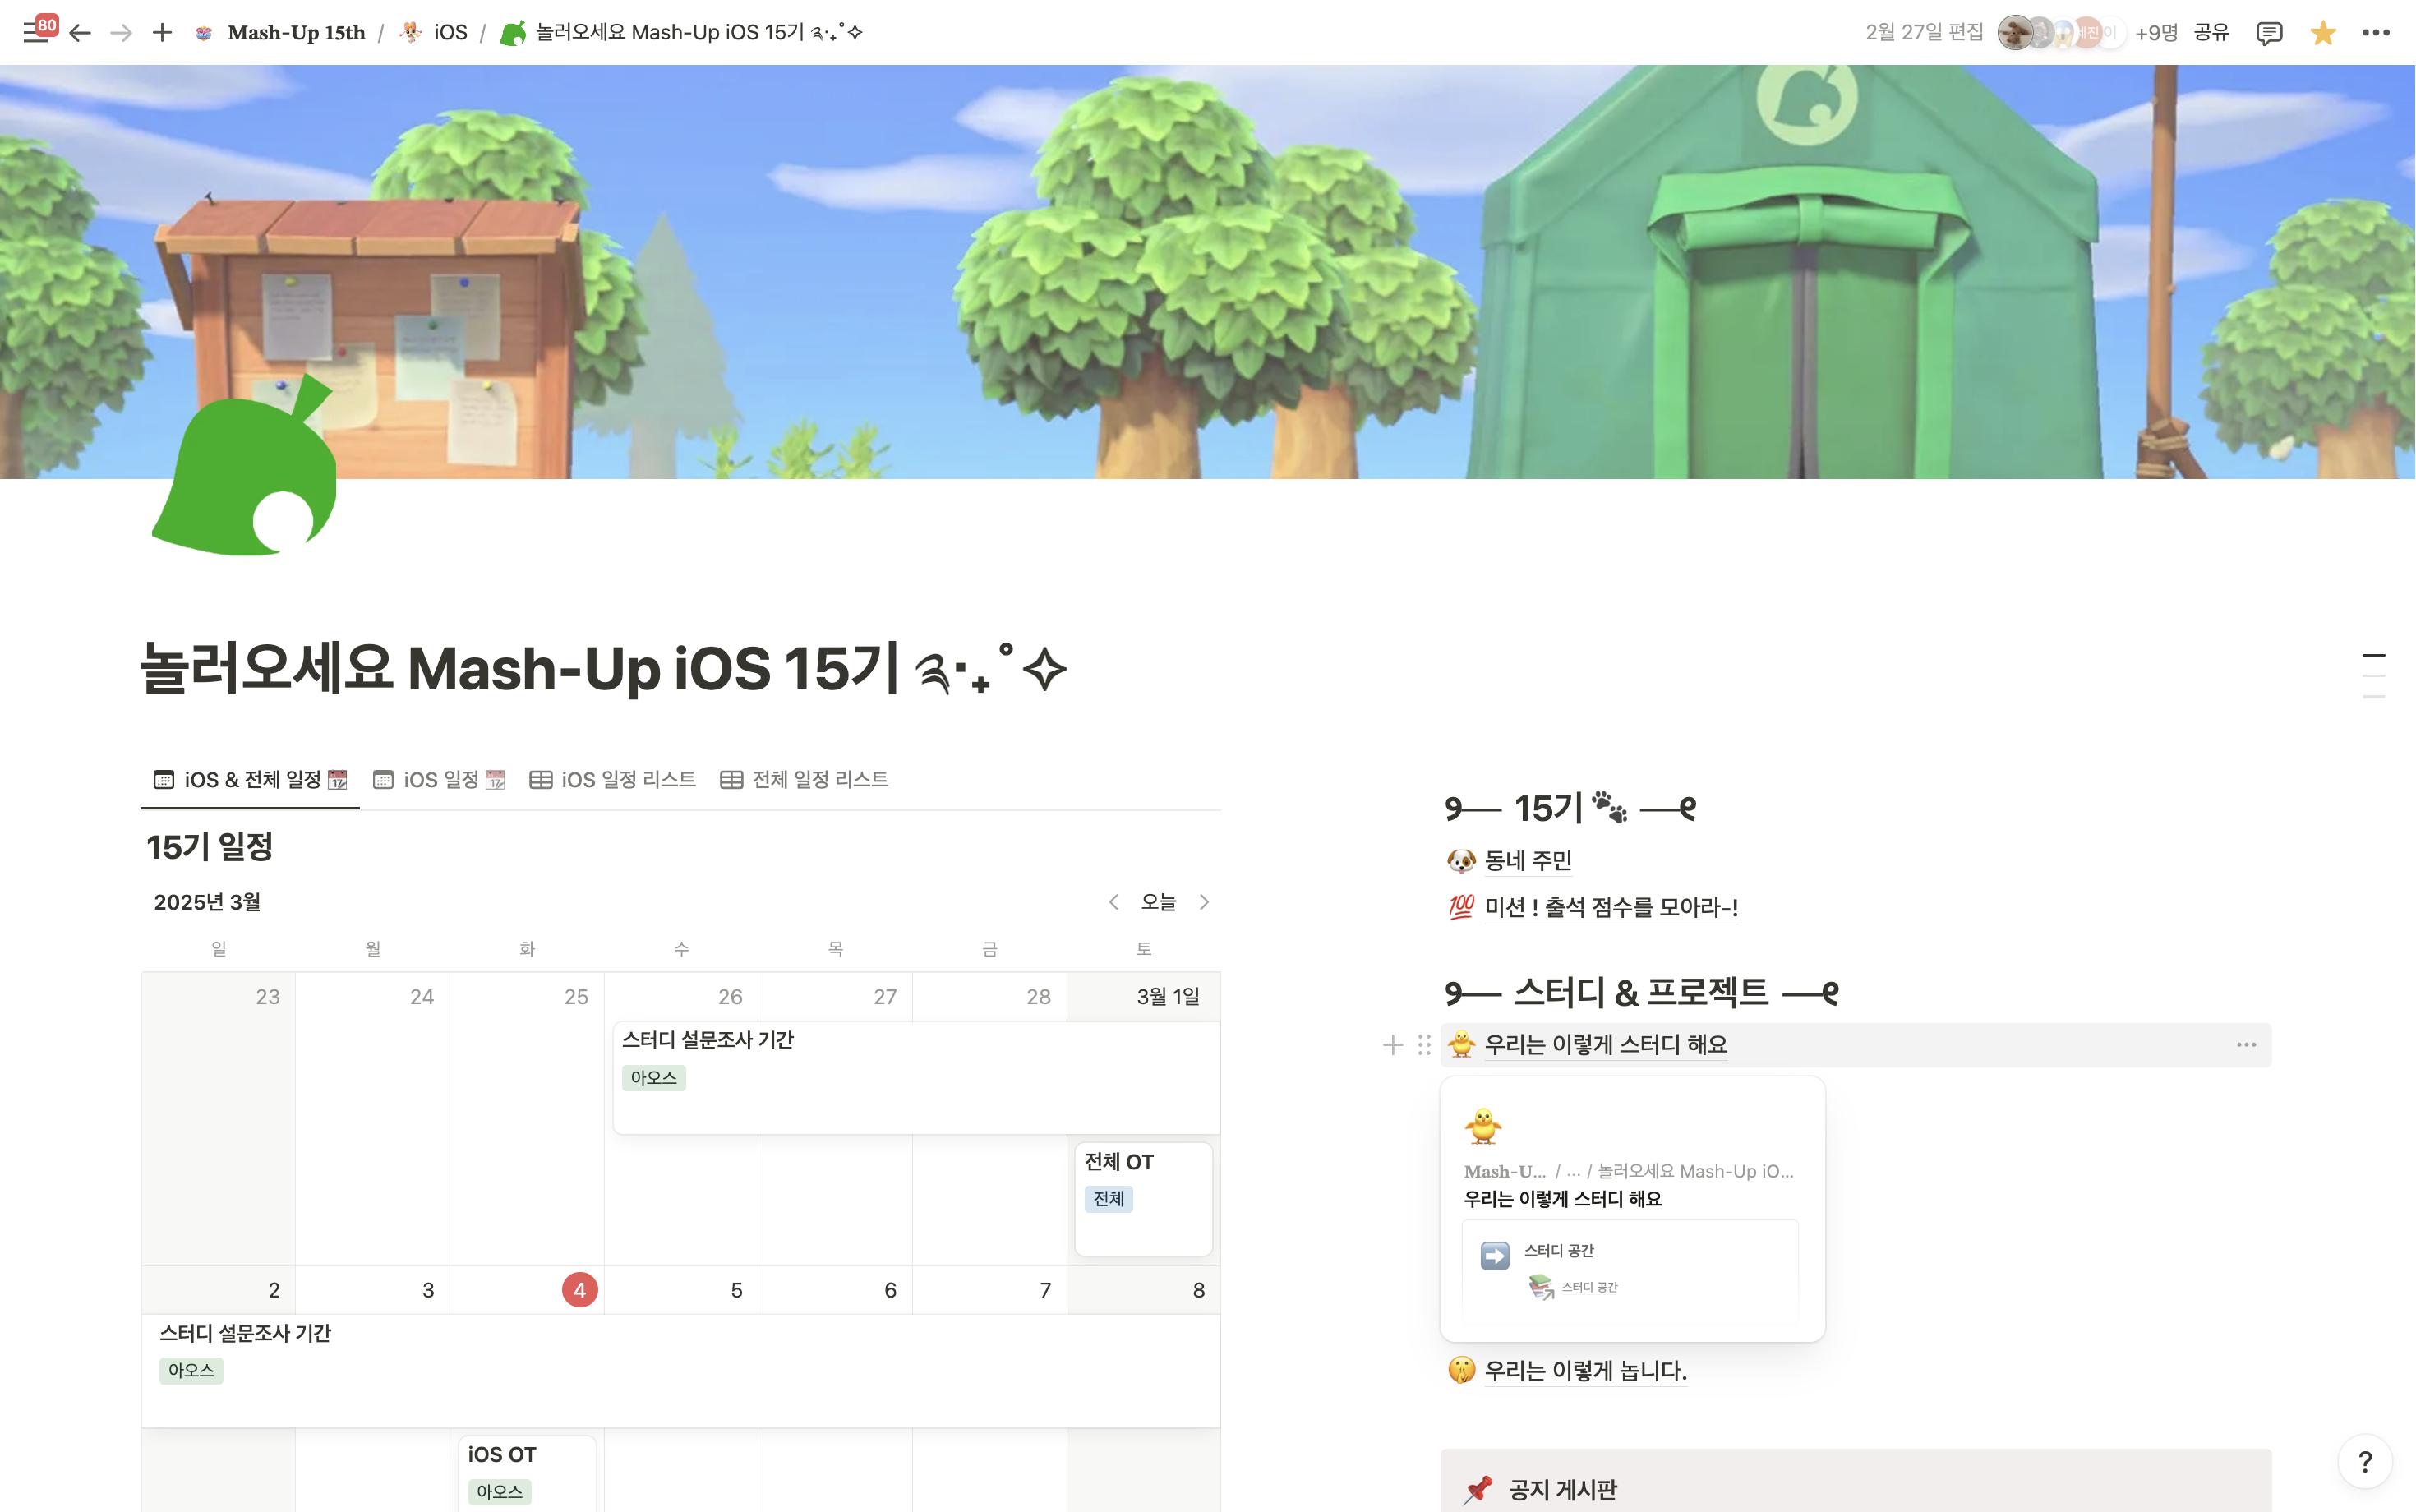 80
Mash-Up 15th / iOS / 놀러오세요 Mash-Up iOS 15기 ༊·˖˚✧
2월 27일 편집 이 +9명 공유
놀러오세요 Mash-Up iOS 15기 ༊·˖˚✧
iOS & 전체 일정 📆 iOS 일정 📆 iOS 일정 리스트 전체 일정 리스트
15기 일정
2025년 3월
오늘
일 월 화 수 목 금 토
23 24 25 26 27 28 3월 1일
스터디 설문조사 기간
아오스
전체 OT
전체
2 3 4 5 6 7 8
스터디 설문조사 기간
아오스
iOS OT
아오스
୨— 15기 🐾 —୧
🐶 동네 주민
💯 미션 ! 출석 점수를 모아라-!
୨— 스터디 & 프로젝트 —୧
🐥 우리는 이렇게 스터디 해요
Mash-U... / ... / 놀러오세요 Mash-Up iO...
우리는 이렇게 스터디 해요
➡️ 스터디 공간
📚 스터디 공간
🤫 우리는 이렇게 놉니다.
📌 공지 게시판
?